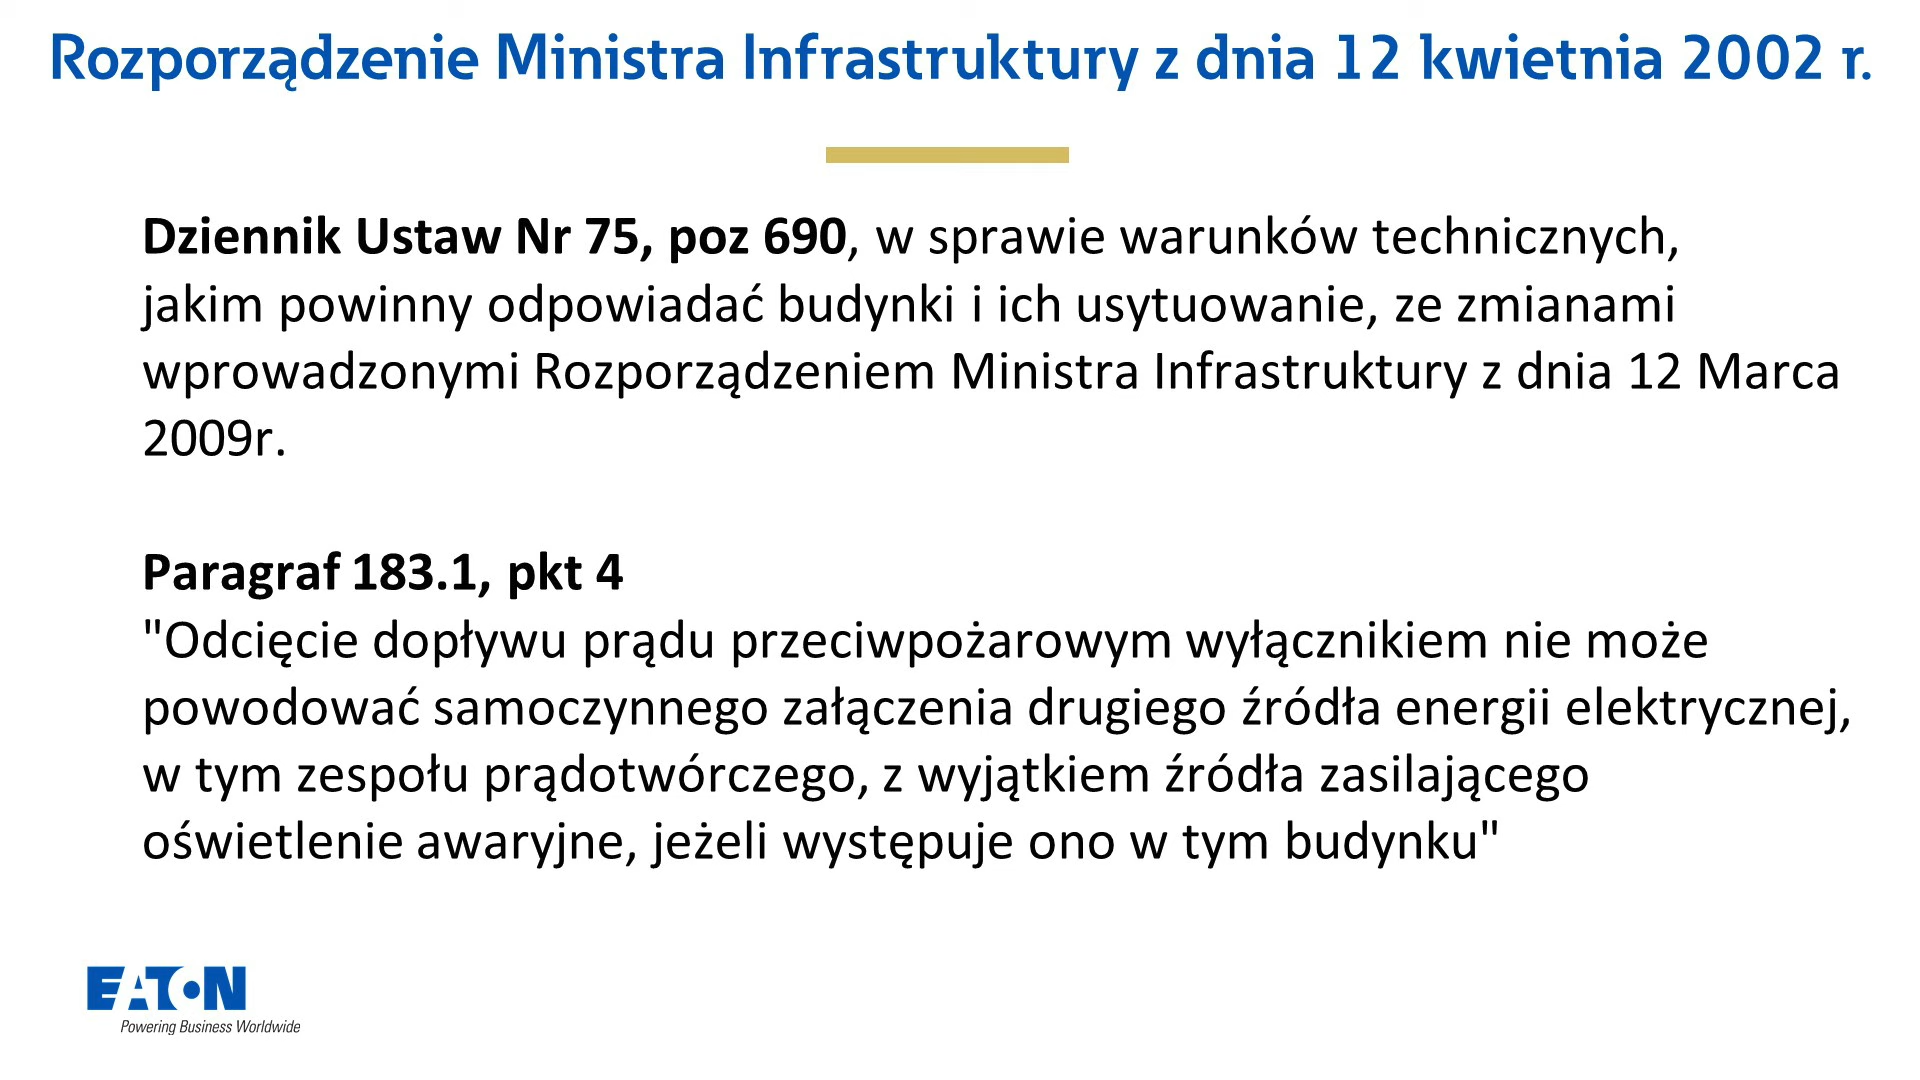 Rozporządzenie Ministra Infrastruktury z dnia 12 kwietnia 2002 r.
Dziennik Ustaw Nr 75, poz 690, w sprawie warunków technicznych,
jakim powinny odpowiadać budynki i ich usytuowanie, ze zmianami
wprowadzonymi Rozporządzeniem Ministra Infrastruktury z dnia 12 Marca
2009r.
Paragraf 183.1, pkt 4
"Odcięcie dopływu prądu przeciwpożarowym wyłącznikiem nie może
powodować samoczynnego załączenia drugiego źródła energii elektrycznej,
w tym zespołu prądotwórczego, z wyjątkiem źródła zasilającego
oświetlenie awaryjne, jeżeli występuje ono w tym budynku"
EATON
Powering Business Worldwide